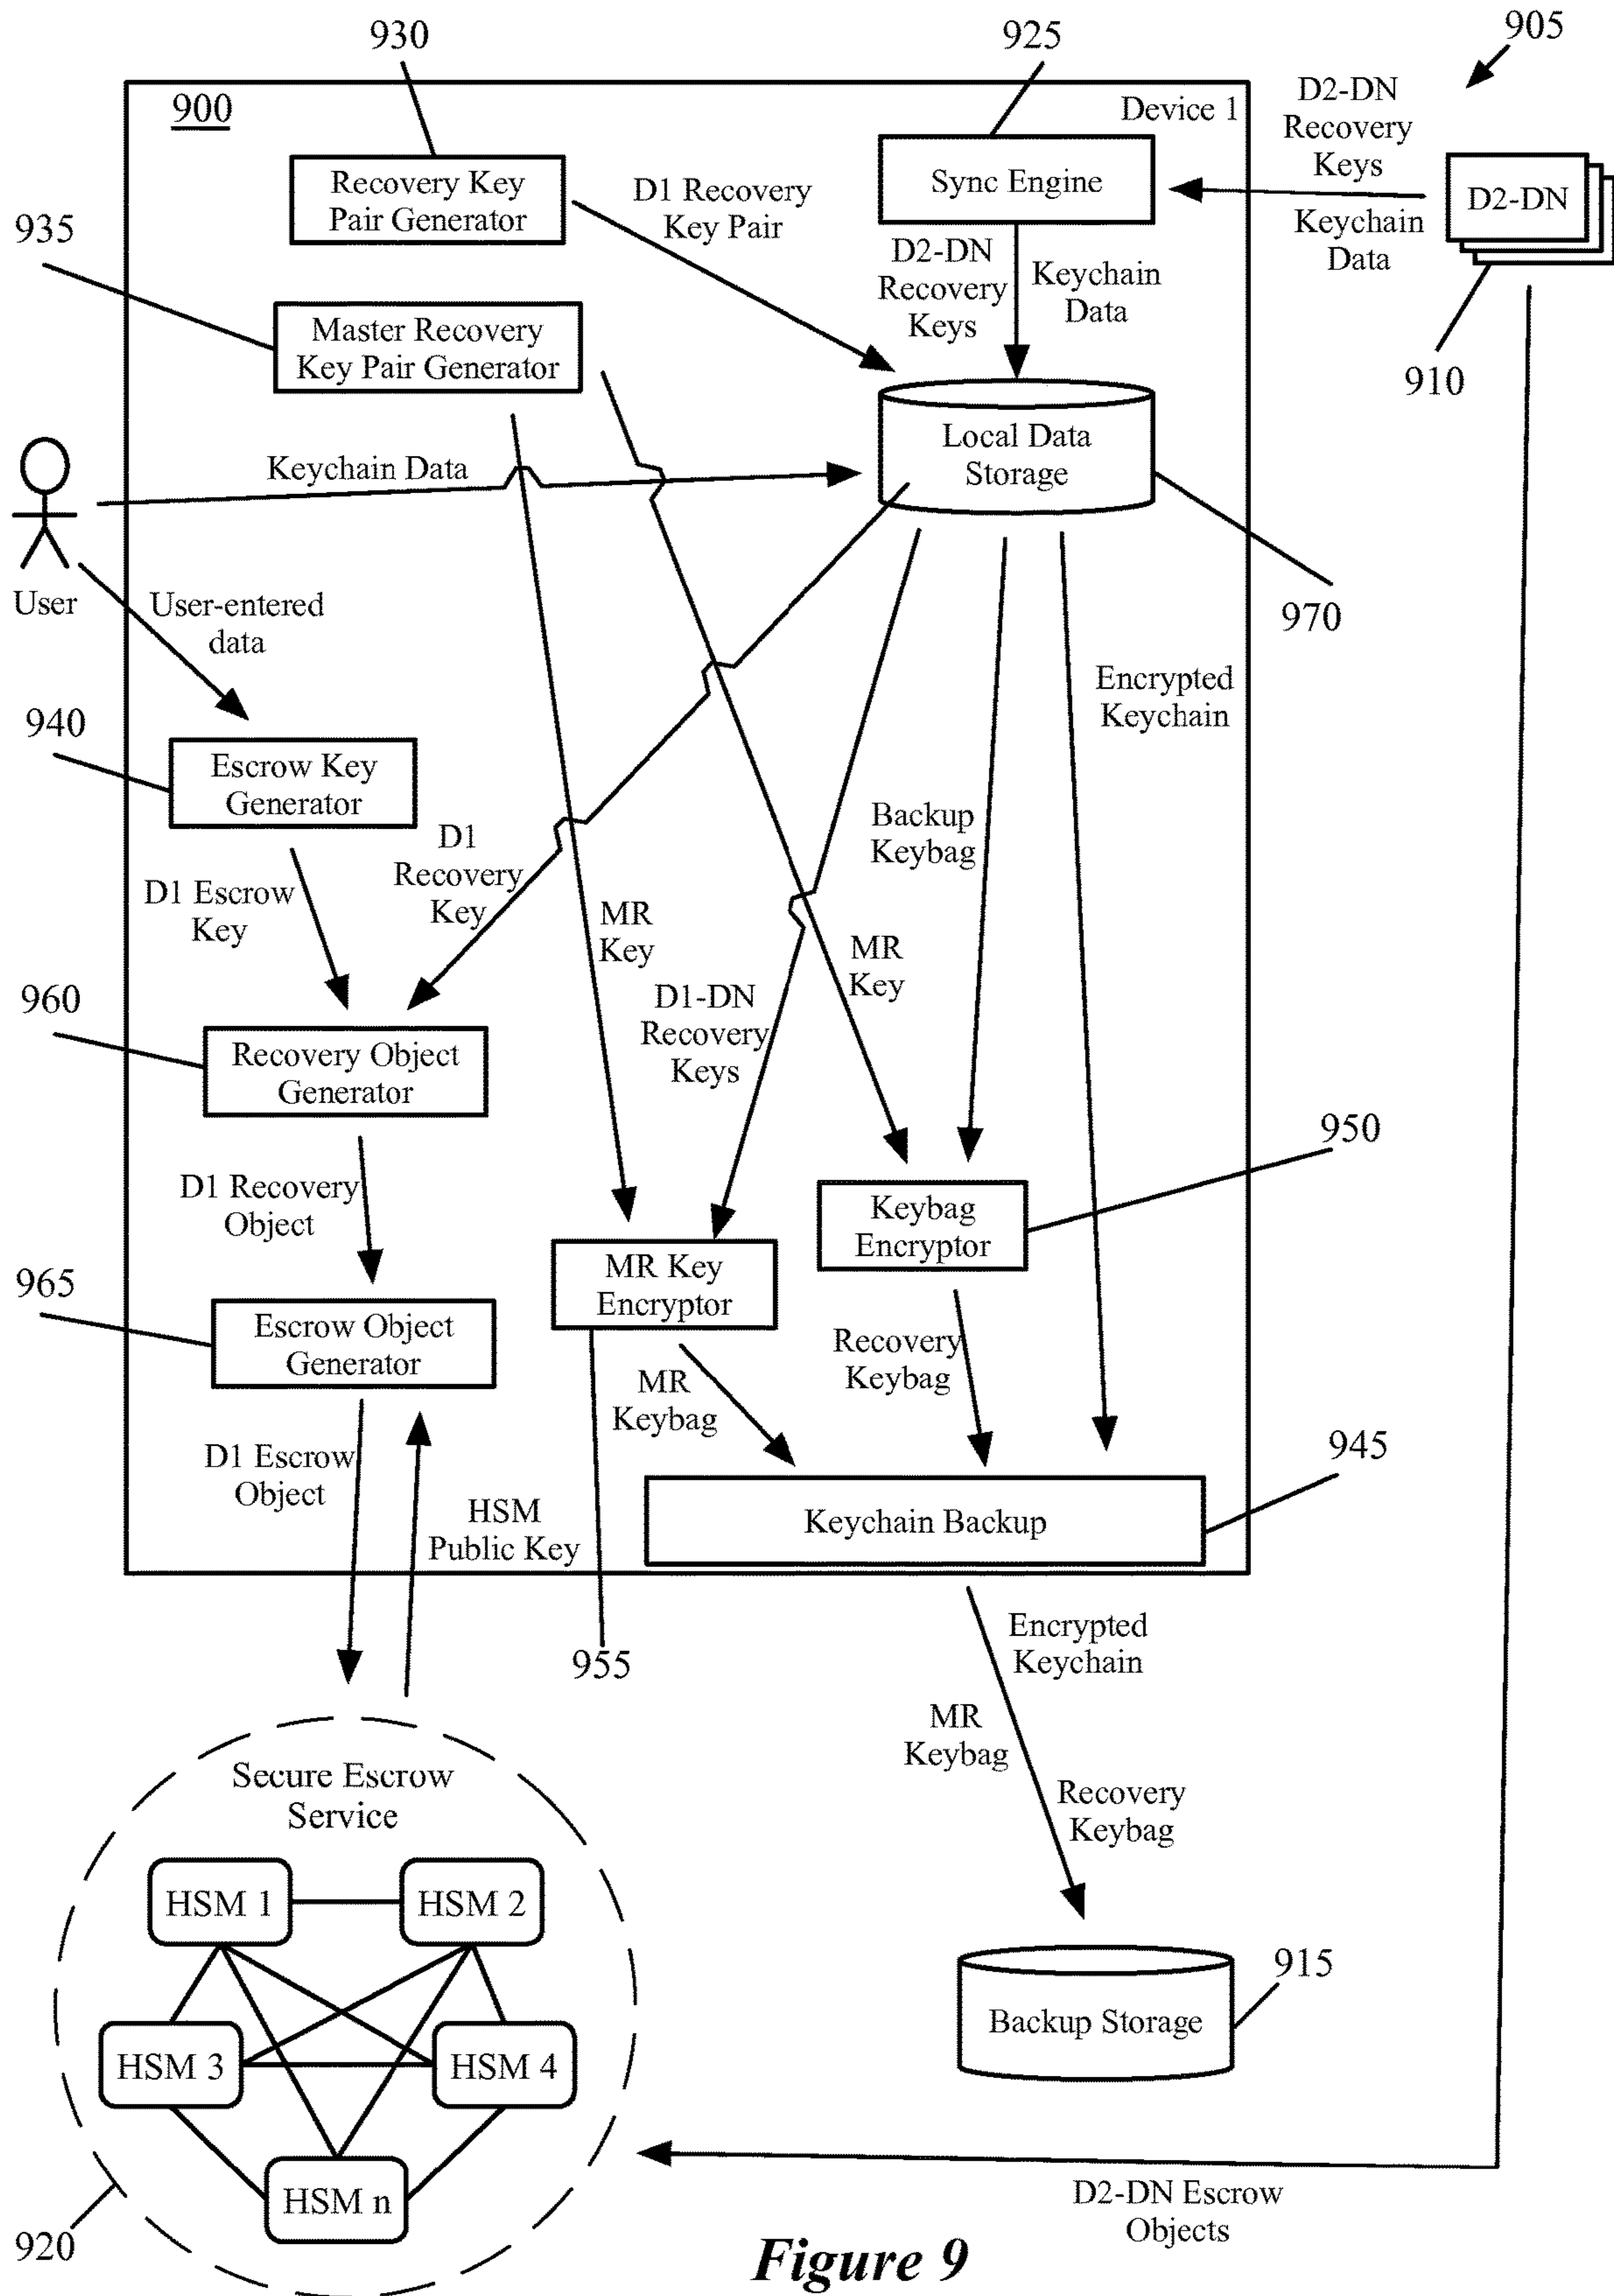 930
925
905
900
Device 1
D2-DN
Recovery
Keys
Recovery Key
Pair Generator
D1 Recovery
Key Pair
Sync Engine
D2-DN
Keychain
Data
935
D2-DN
Recovery
Keys
Keychain
Data
910
Master Recovery
Key Pair Generator
Local Data
Storage
Keychain Data
User
User-entered
data
970
Encrypted
Keychain
940
Escrow Key
Generator
Backup
Keybag
D1
Recovery
Key
D1 Escrow
Key
MR
Key
MR
Key
960
D1-DN
Recovery
Keys
Recovery Object
Generator
950
D1 Recovery
Object
Keybag
Encryptor
965
MR Key
Encryptor
Escrow Object
Generator
Recovery
Keybag
MR
Keybag
945
D1 Escrow
Object
HSM
Public Key
Keychain Backup
955
Encrypted
Keychain
MR
Keybag
Recovery
Keybag
Secure Escrow
Service
HSM 1
HSM 2
915
Backup Storage
HSM 3
HSM 4
HSM n
D2-DN Escrow
Objects
920
Figure 9